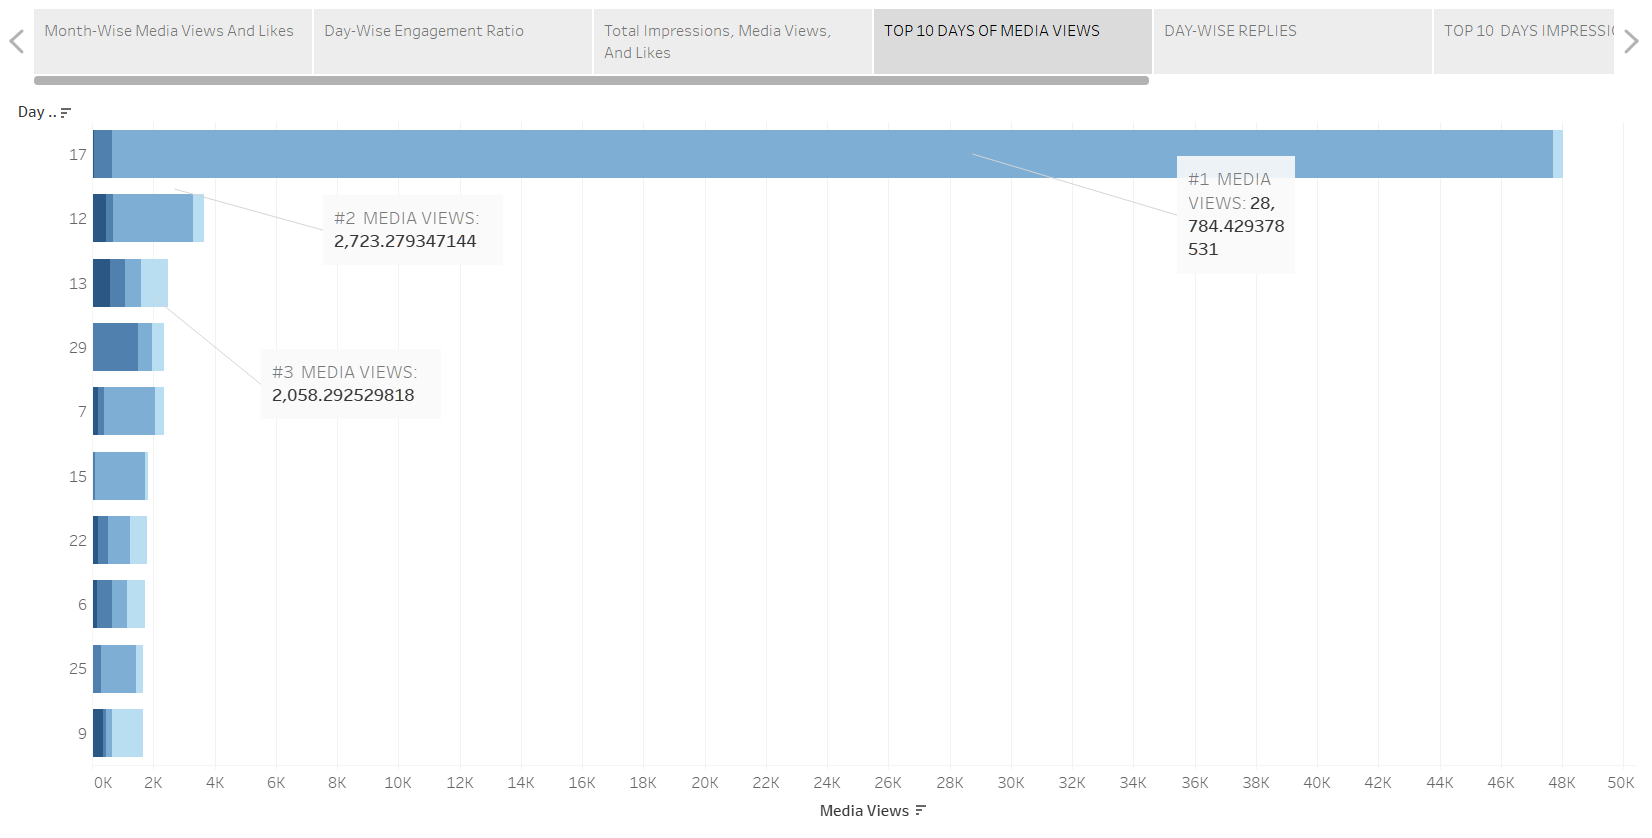 Month-Wise Media Views And Likes
Day-Wise Engagement Ratio
Total Impressions, Media Views,
And Likes
TOP 10 DAYS OF MEDIA VIEWS
DAY-WISE REPLIES
TOP 10 DAYS IMPRESSIO
Day ..
17
12
13
29
7
15
22
6
25
9
#1 MEDIA
VIEWS: 28,
784.429378
531
#2 MEDIA VIEWS:
2,723.279347144
#3 MEDIA VIEWS:
2,058.292529818
0K 2K 4K 6K 8K 10K 12K 14K 16K 18K 20K 22K 24K 26K 28K 30K 32K 34K 36K 38K 40K 42K 44K 46K 48K 50K
Media Views